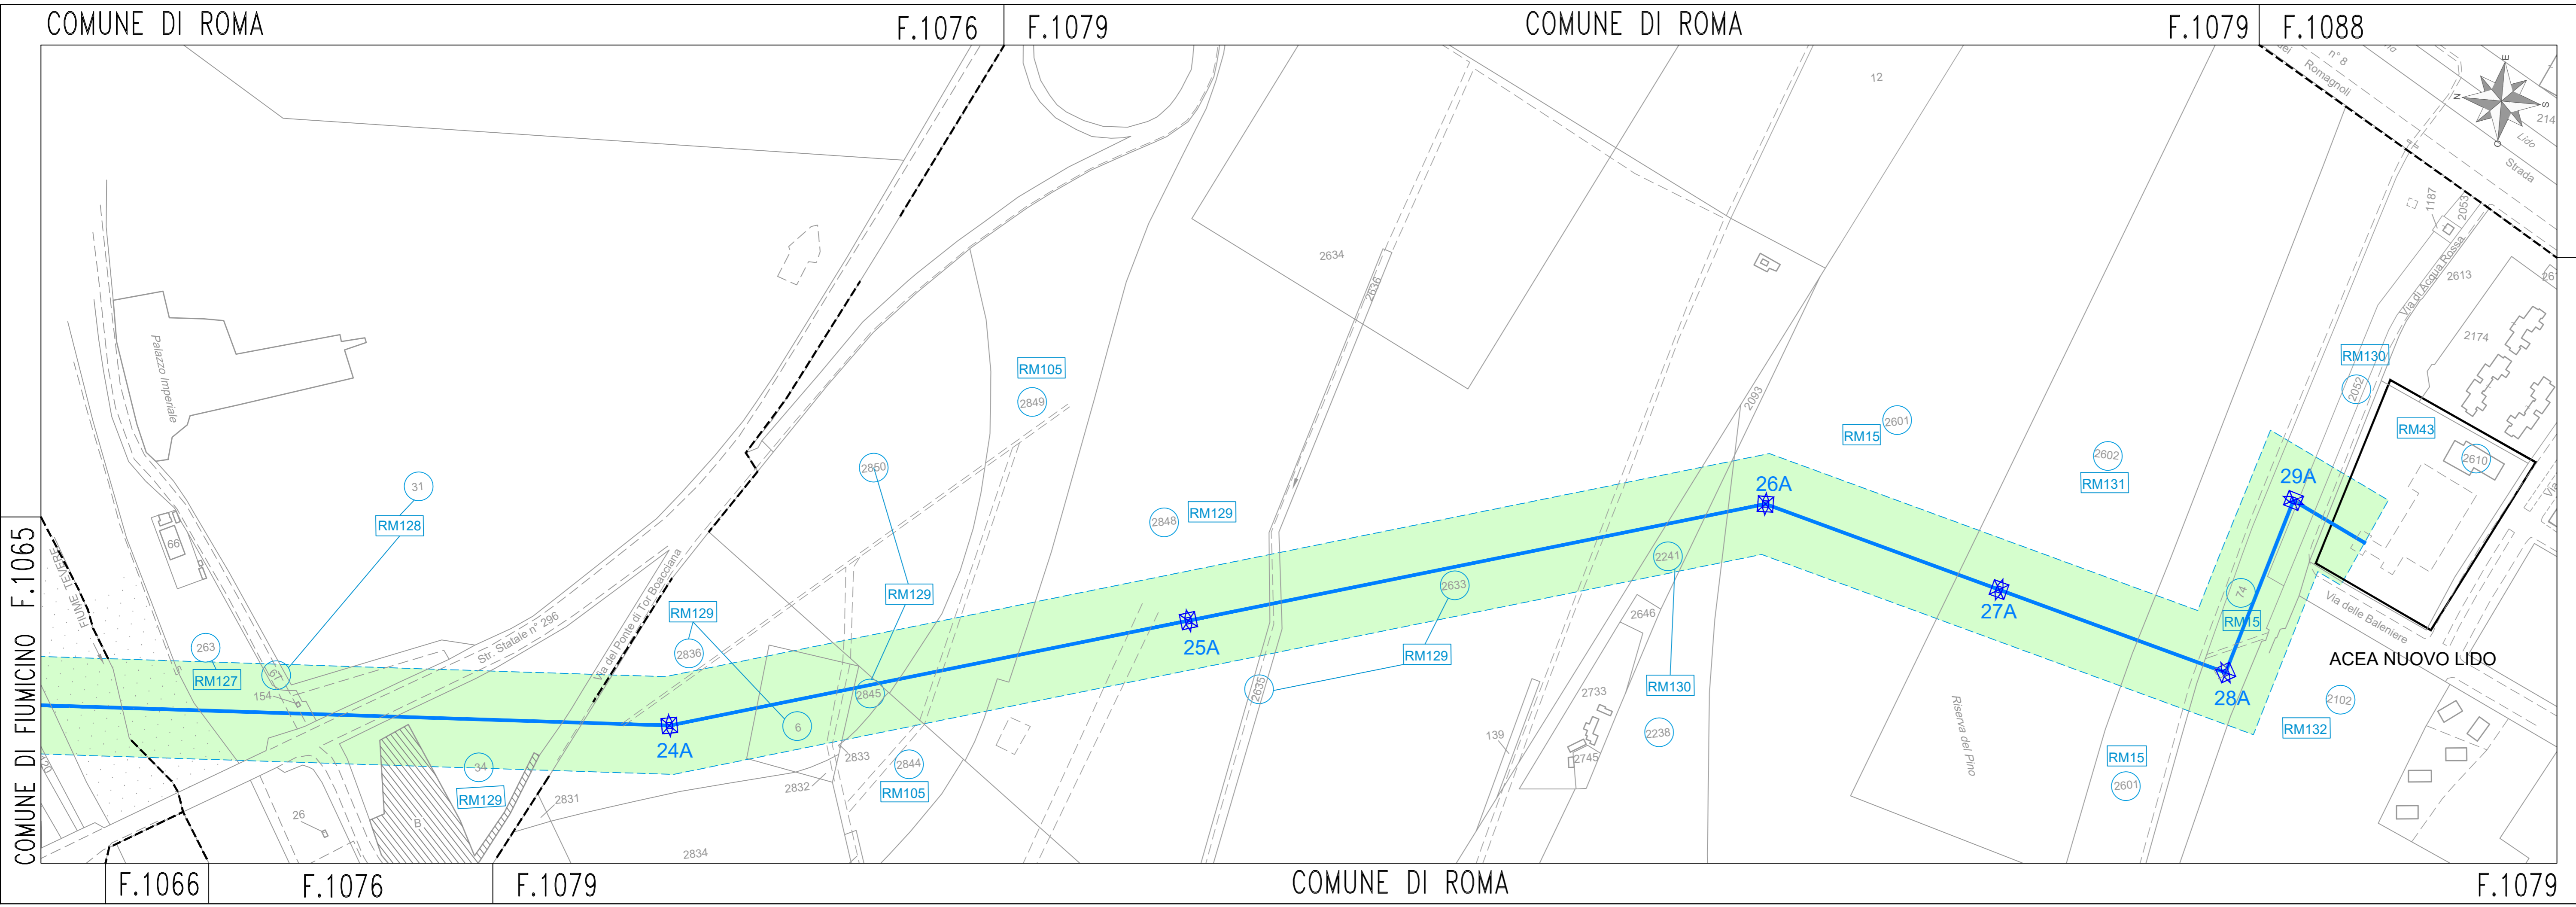 COMUNE DI ROMA
F.1076
F.1079
COMUNE DI ROMA
F.1079
F.1088
dei
n° 8
Romagnoli
E
N
S
O
214
Lido
Strada
12
1187
2053
Via di Acqua Rossa
2613
2634
2636
Palazzo Imperiale
2174
RM130
2052
RM105
2849
2093
2601
RM15
RM43
2610
2602
RM131
31
RM128
2850
2848
RM129
26A
29A
66
FIUME TEVERE
Via del Ponte di Tor Boacciana
2241
2633
27A
74
RM15
Via delle Baleniere
Via
RM129
RM129
Str. Statale n° 296
263
RM127
67
154
2836
25A
2646
RM129
ACEA NUOVO LIDO
2845
2635
RM130
28A
2102
RM132
24A
6
2733
2238
139
Riserva del Pino
2833
2844
RM105
2745
34
RM129
2832
2831
RM15
2601
26
B
2834
COMUNE DI FIUMICINO
F.1065
F.1066
F.1076
F.1079
COMUNE DI ROMA
F.1079